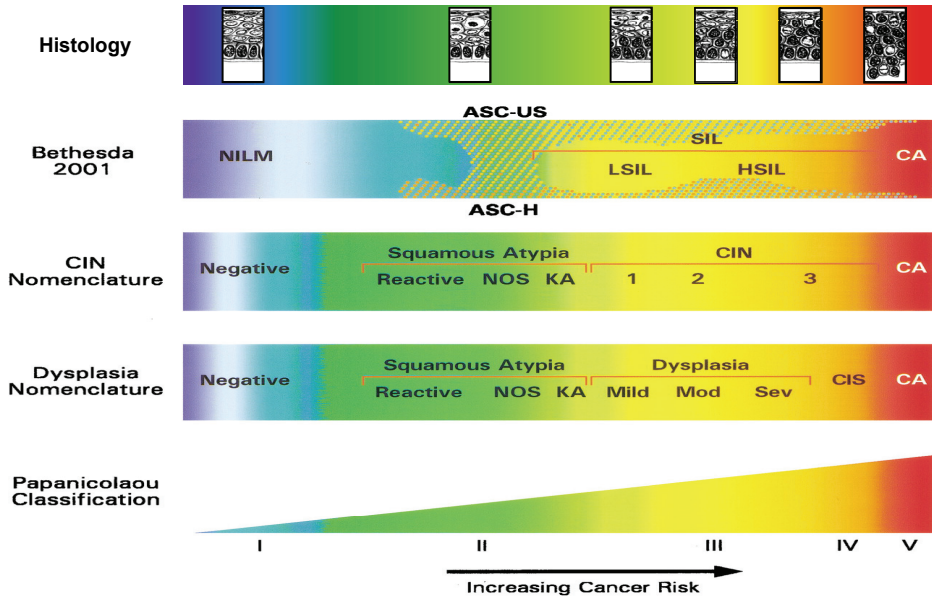 Histology
ASC-US
Bethesda
2001
NILM
SIL
LSIL
HSIL
CA
ASC-H
CIN
Nomenclature
Negative
Squamous Atypia
Reactive NOS KA
CIN
1 2 3
CA
Dysplasia
Nomenclature
Negative
Squamous Atypia
Reactive NOS KA
Dysplasia
Mild Mod Sev
CIS
CA
Papanicolaou
Classification
I II III IV V
Increasing Cancer Risk